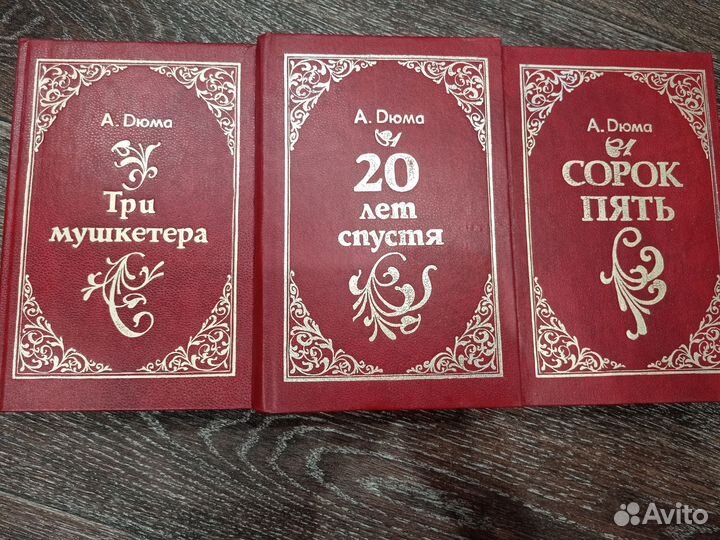 А. Дюма
Три
мушкетера
А. Дюма
20
лет
спустя
А. Дюма
СОРОК
ПЯТЬ
Avito